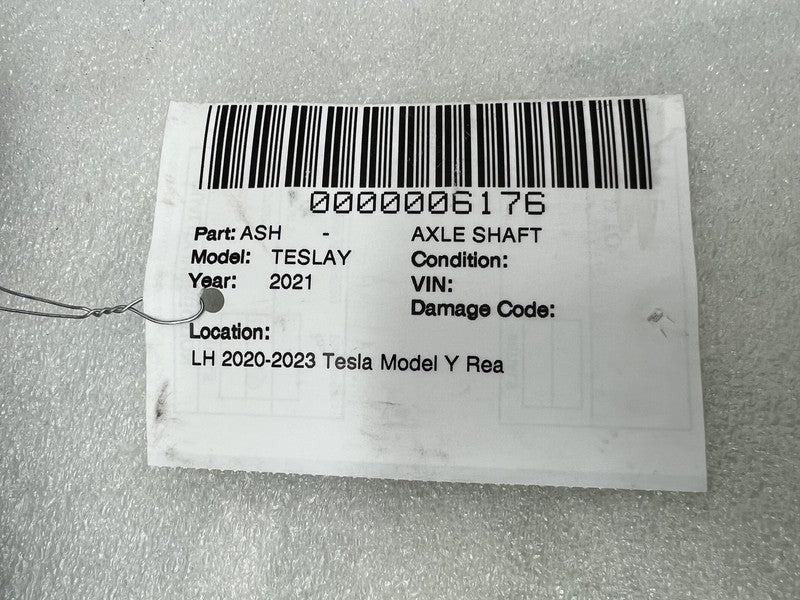 0000006176
Part: ASH - AXLE SHAFT
Model: TESLAY Condition:
Year: 2021 VIN:
Damage Code:
Location:
LH 2020-2023 Tesla Model Y Rea